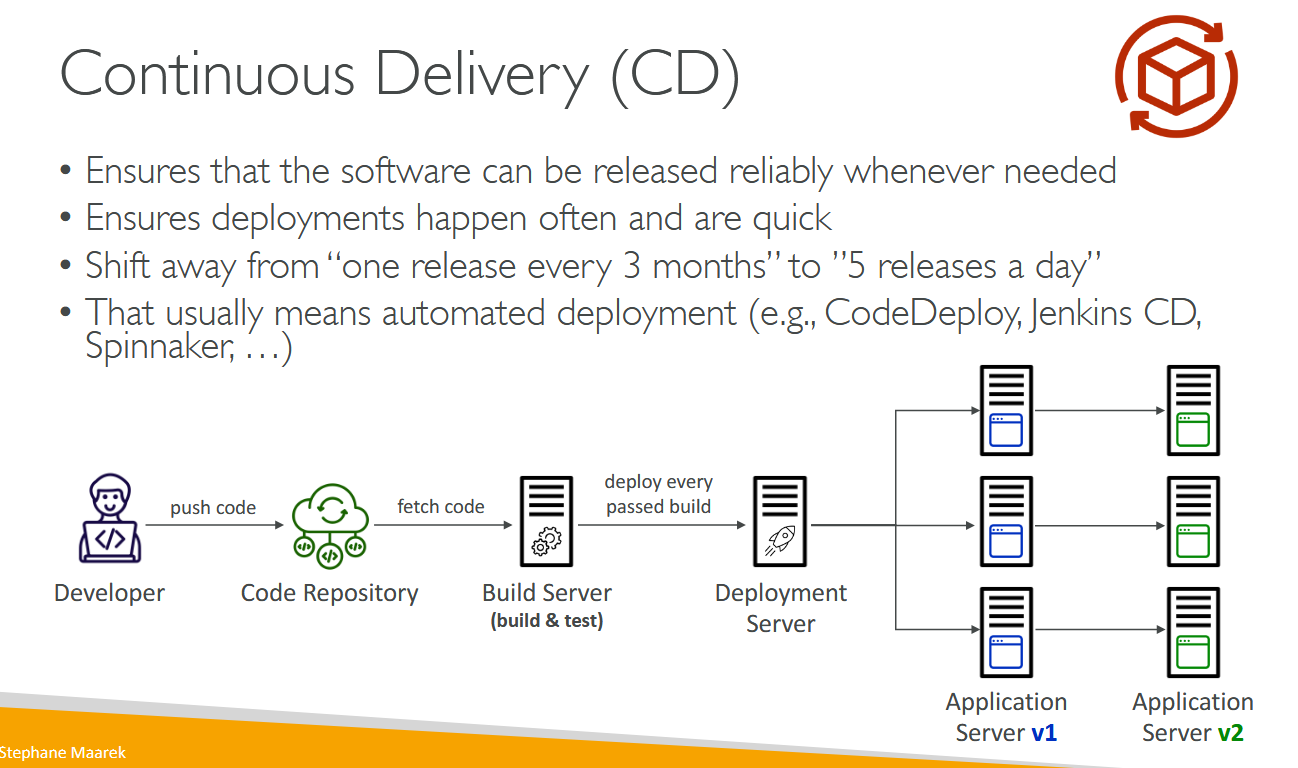 Continuous Delivery (CD)
• Ensures that the software can be released reliably whenever needed
• Ensures deployments happen often and are quick
• Shift away from “one release every 3 months” to ”5 releases a day”
• That usually means automated deployment (e.g., CodeDeploy, Jenkins CD,
Spinnaker, …)
push code
fetch code
deploy every
passed build
Developer
Code Repository
Build Server
(build & test)
Deployment
Server
Application
Server v1
Application
Server v2
Stephane Maarek